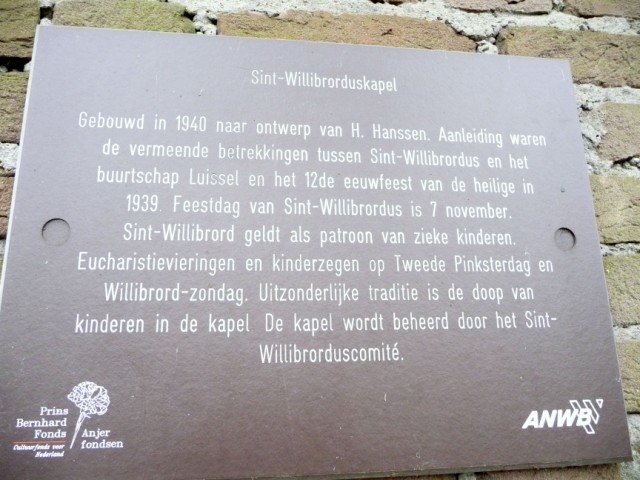 Sint-Willibrorduskapel
Gebouwd in 1940 naar ontwerp van H. Hanssen. Aanleiding waren
de vermeende betrekkingen tussen Sint-Willibrordus en het
buurtschap Luissel en het 12de eeuwfeest van de heilige in
1939. Feestdag van Sint-Willibrordus is 7 november.
Sint-Willibrord geldt als patroon van zieke kinderen.
Eucharistievieringen en kinderzegen op Tweede Pinksterdag en
Willibrord-zondag. Uitzonderlijke traditie is de doop van
kinderen in de kapel. De kapel wordt beheerd door het Sint-
Willibrorduscomité.
Prins
Bernhard
Fonds
Cultuurfonds voor
Nederland
Anjer
fondsen
ANWB